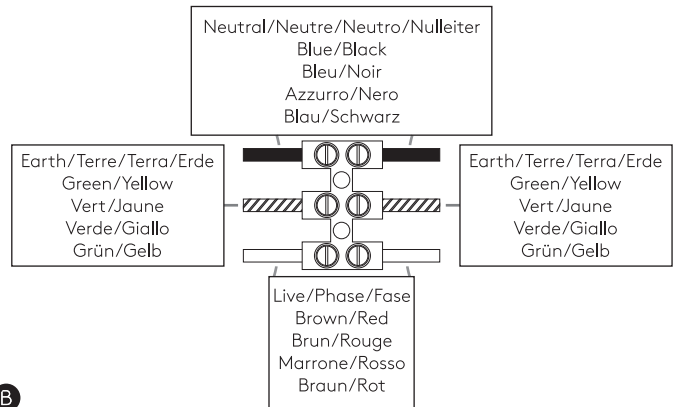 Neutral/Neutre/Neutro/Nulleiter
Blue/Black
Bleu/Noir
Azzurro/Nero
Blau/Schwarz
Earth/Terre/Terra/Erde
Green/Yellow
Vert/Jaune
Verde/Giallo
Grün/Gelb
Earth/Terre/Terra/Erde
Green/Yellow
Vert/Jaune
Verde/Giallo
Grün/Gelb
Live/Phase/Fase
Brown/Red
Brun/Rouge
Marrone/Rosso
Braun/Rot
B